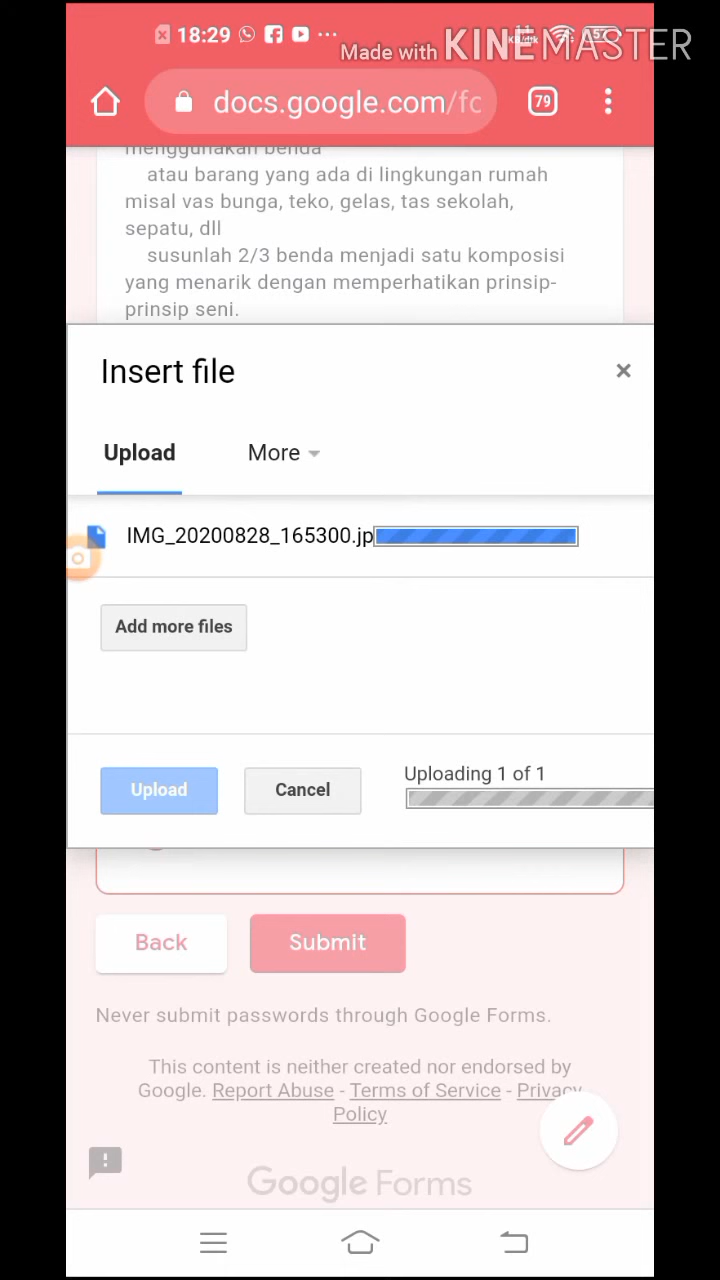 18:29
Made with KINEMASTER
docs.google.com/fo
79
menggunakan benda
atau barang yang ada di lingkungan rumah
misal vas bunga, teko, gelas, tas sekolah,
sepatu, dll
susunlah 2/3 benda menjadi satu komposisi
yang menarik dengan memperhatikan prinsip-
prinsip seni.
Insert file
×
Upload More
IMG_20200828_165300.jp
Add more files
Uploading 1 of 1
Upload Cancel
Back Submit
Never submit passwords through Google Forms.
This content is neither created nor endorsed by
Google. Report Abuse - Terms of Service - Privacy
Policy
Google Forms